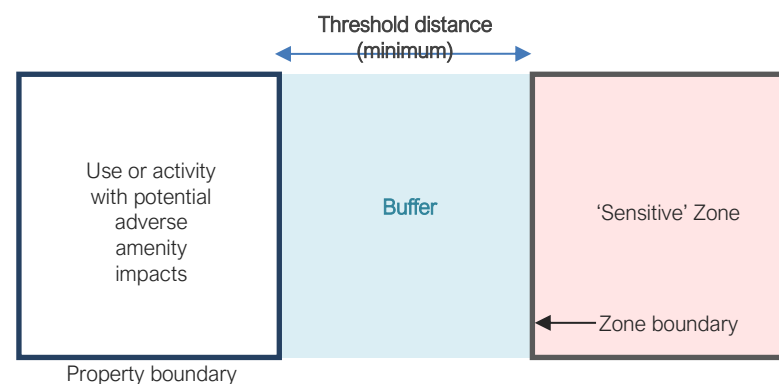 Threshold distance
(minimum)
Use or activity
with potential
adverse
amenity
impacts
Buffer
‘Sensitive’ Zone
Zone boundary
Property boundary